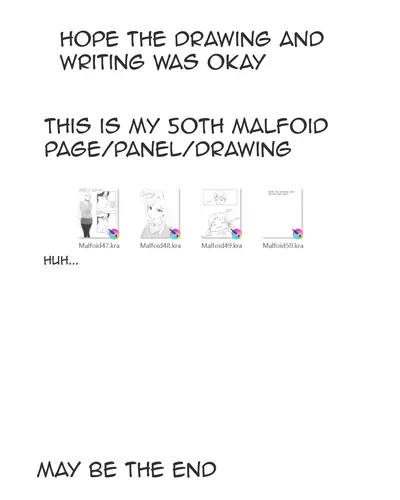 HOPE THE DRAWING AND
WRITING WAS OKAY
THIS IS MY 50TH MALFOID
PAGE/PANEL/DRAWING
Malfoid47.kra Malfoid48.kra Malfoid49.kra Malfoid50.kra
HUH...
MAY BE THE END